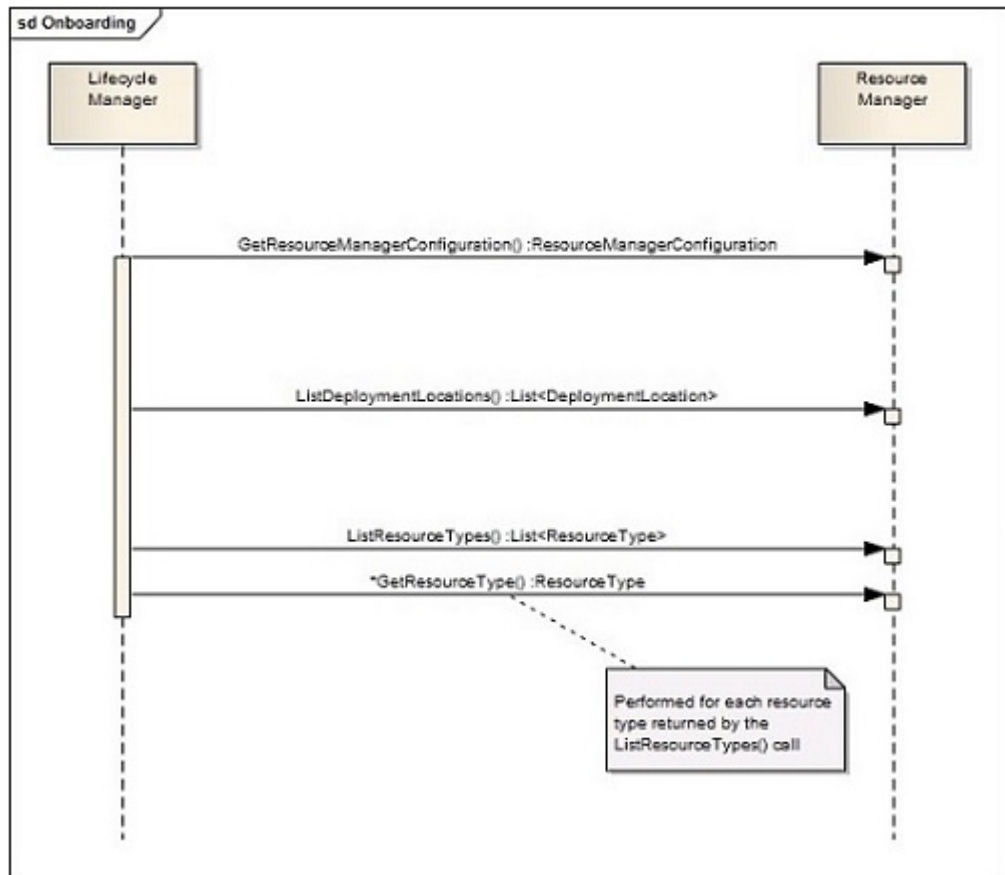 sd Onboarding
Lifecycle
Manager
Resource
Manager
GetResourceManagerConfiguration() :ResourceManagerConfiguration
ListDeploymentLocations() :List<DeploymentLocation>
ListResourceTypes() :List<ResourceType>
*GetResourceType() :ResourceType
Performed for each resource
type returned by the
ListResourceTypes() call